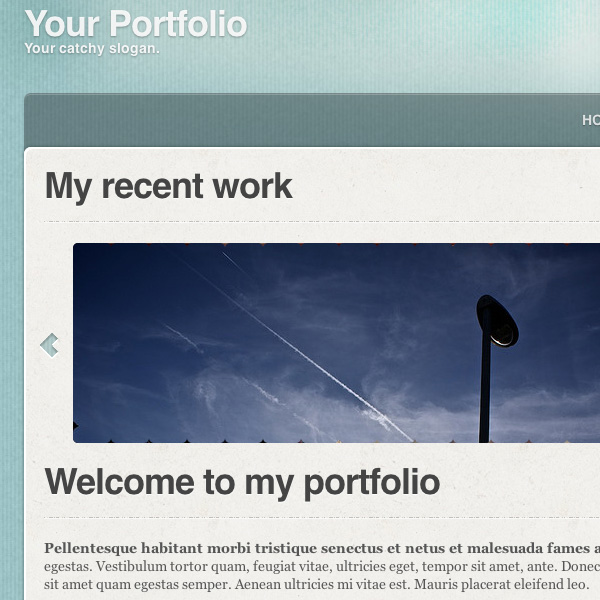 Your Portfolio
Your catchy slogan.
My recent work
Welcome to my portfolio
Pellentesque habitant morbi tristique senectus et netus et malesuada fames
egestas. Vestibulum tortor quam, feugiat vitae, ultricies eget, tempor sit amet, ante.
sit amet quam egestas semper. Aenean ultricies mi vitae est. Mauris placerat eleifend leo.